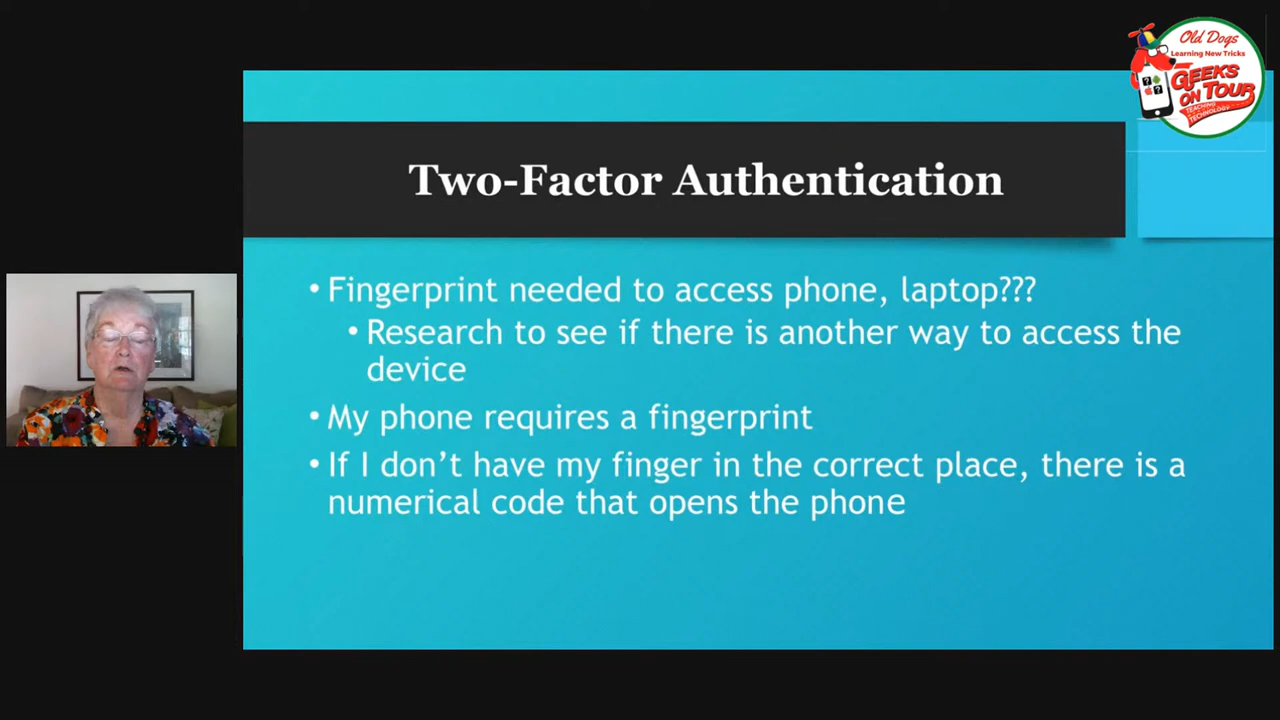 Old Dogs
Learning New Tricks
GEEKS
ON TOUR
TEACHING
TECHNOLOGY
Two-Factor Authentication
• Fingerprint needed to access phone, laptop???
• Research to see if there is another way to access the
device
• My phone requires a fingerprint
• If I don’t have my finger in the correct place, there is a
numerical code that opens the phone